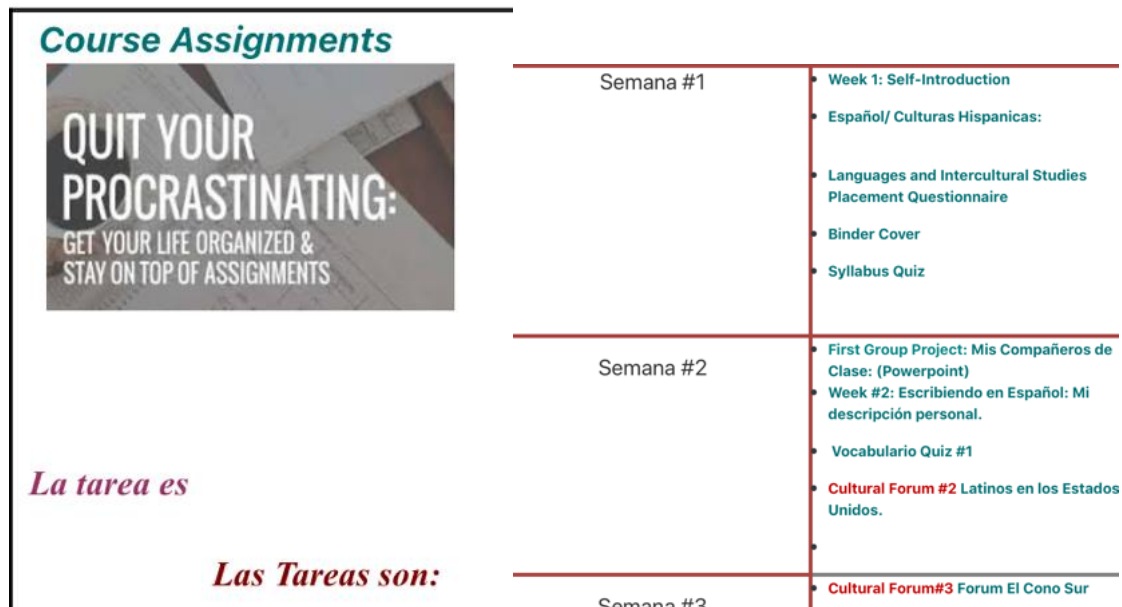 Course Assignments
QUIT YOUR
PROCRASTINATING:
GET YOUR LIFE ORGANIZED &
STAY ON TOP OF ASSIGNMENTS
La tarea es
Las Tareas son:
Semana #1
Week 1: Self-Introduction
Español/ Culturas Hispanicas:
Languages and Intercultural Studies
Placement Questionnaire
Binder Cover
Syllabus Quiz
Semana #2
First Group Project: Mis Compañeros de
Clase: (Powerpoint)
Week #2: Escribiendo en Español: Mi
descripción personal.
Vocabulario Quiz #1
Cultural Forum #2 Latinos en los Estados
Unidos.
Semana #3
Cultural Forum#3 Forum El Cono Sur